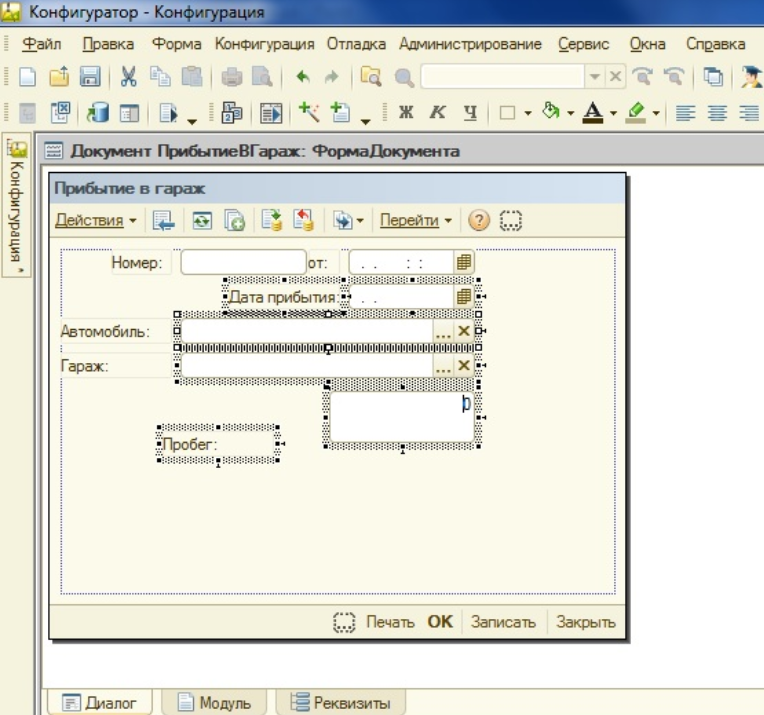 Конфигуратор - Конфигурация
Файл Правка Форма Конфигурация Отладка Администрирование Сервис Окна Справка
Ж К Ч А
Конфигурация *
Документ ПрибытиеВГараж: ФормаДокумента
Прибытие в гараж
Действия Перейти ?
Номер: от: . . : :
Дата прибытия: . .
Автомобиль: ... ×
Гараж: ... ×
0
Пробег:
Печать OK Записать Закрыть
Диалог Модуль Реквизиты